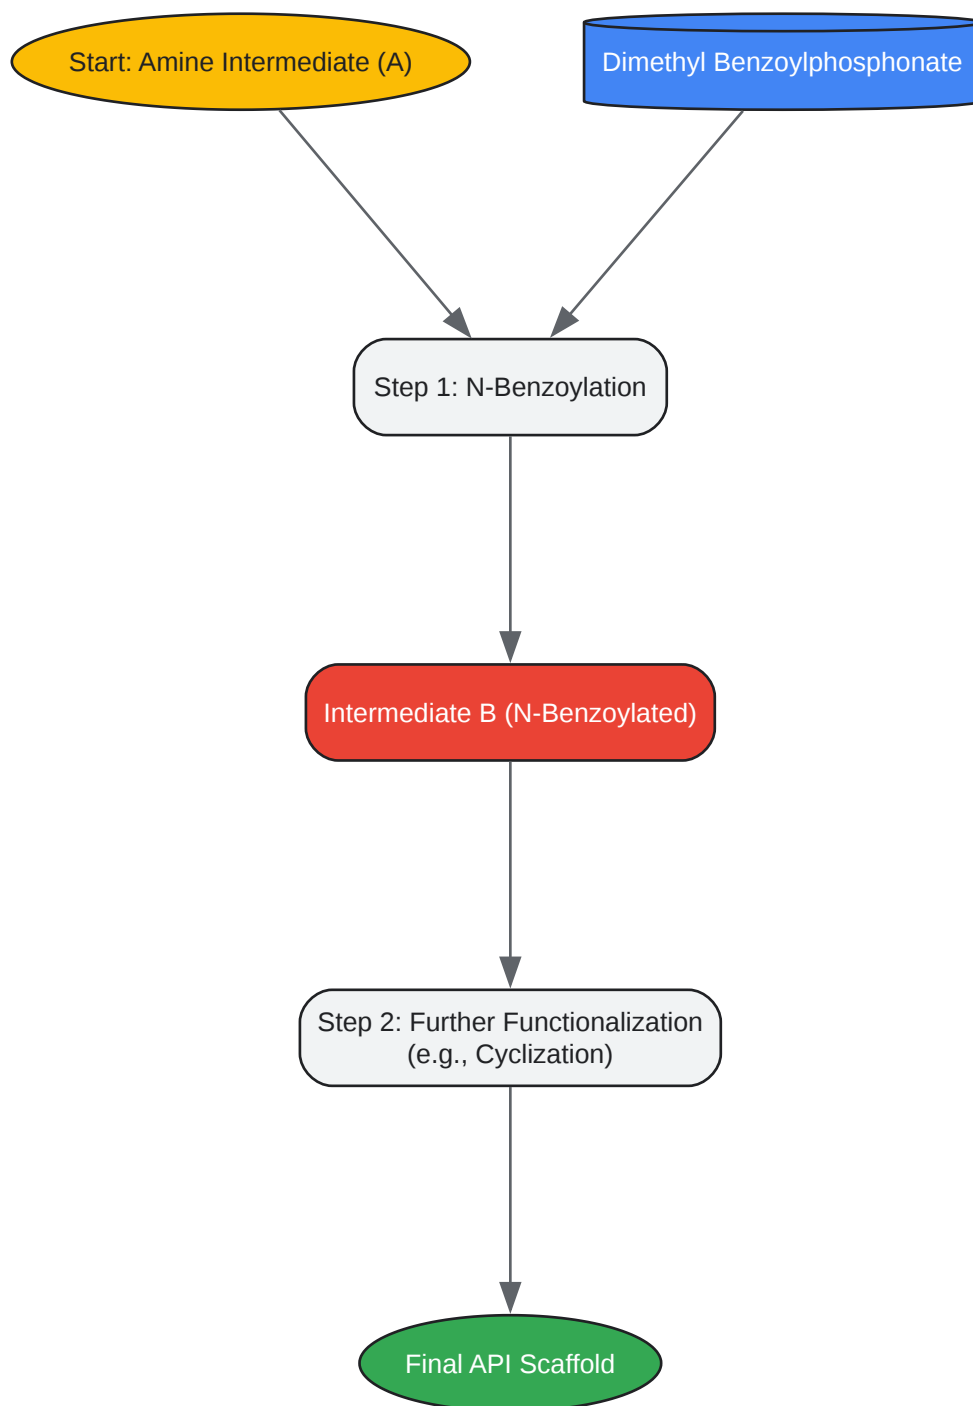 Start: Amine Intermediate (A)
Dimethyl Benzoylphosphonate
Step 1: N-Benzoylation
Intermediate B (N-Benzoylated)
Step 2: Further Functionalization
(e.g., Cyclization)
Final API Scaffold